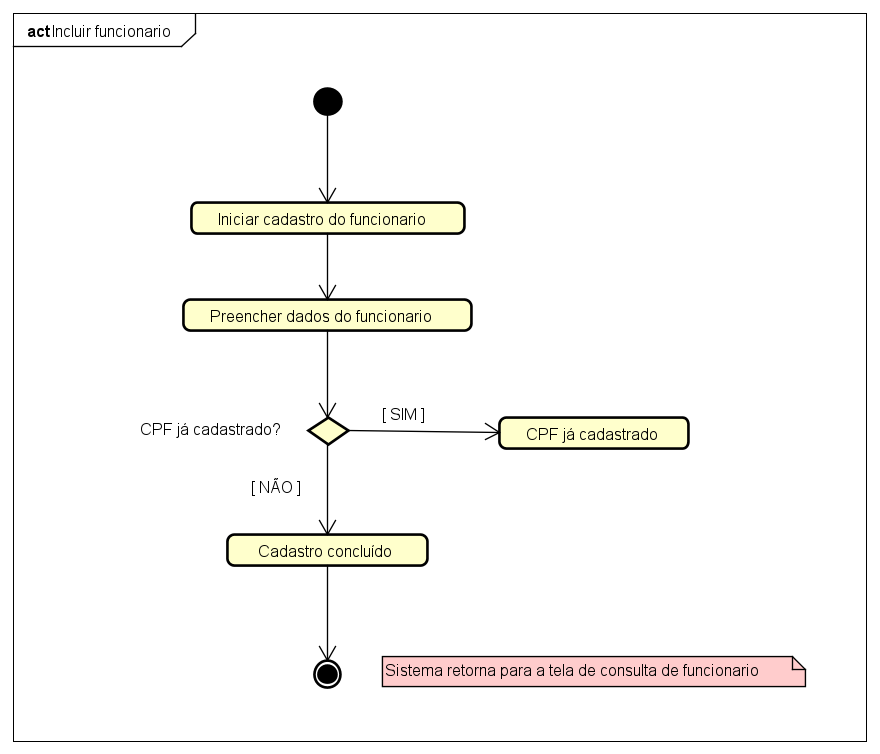 act Incluir funcionario
Iniciar cadastro do funcionario
Preencher dados do funcionario
CPF já cadastrado?
[ SIM ]
CPF já cadastrado
[ NÃO ]
Cadastro concluído
Sistema retorna para a tela de consulta de funcionario